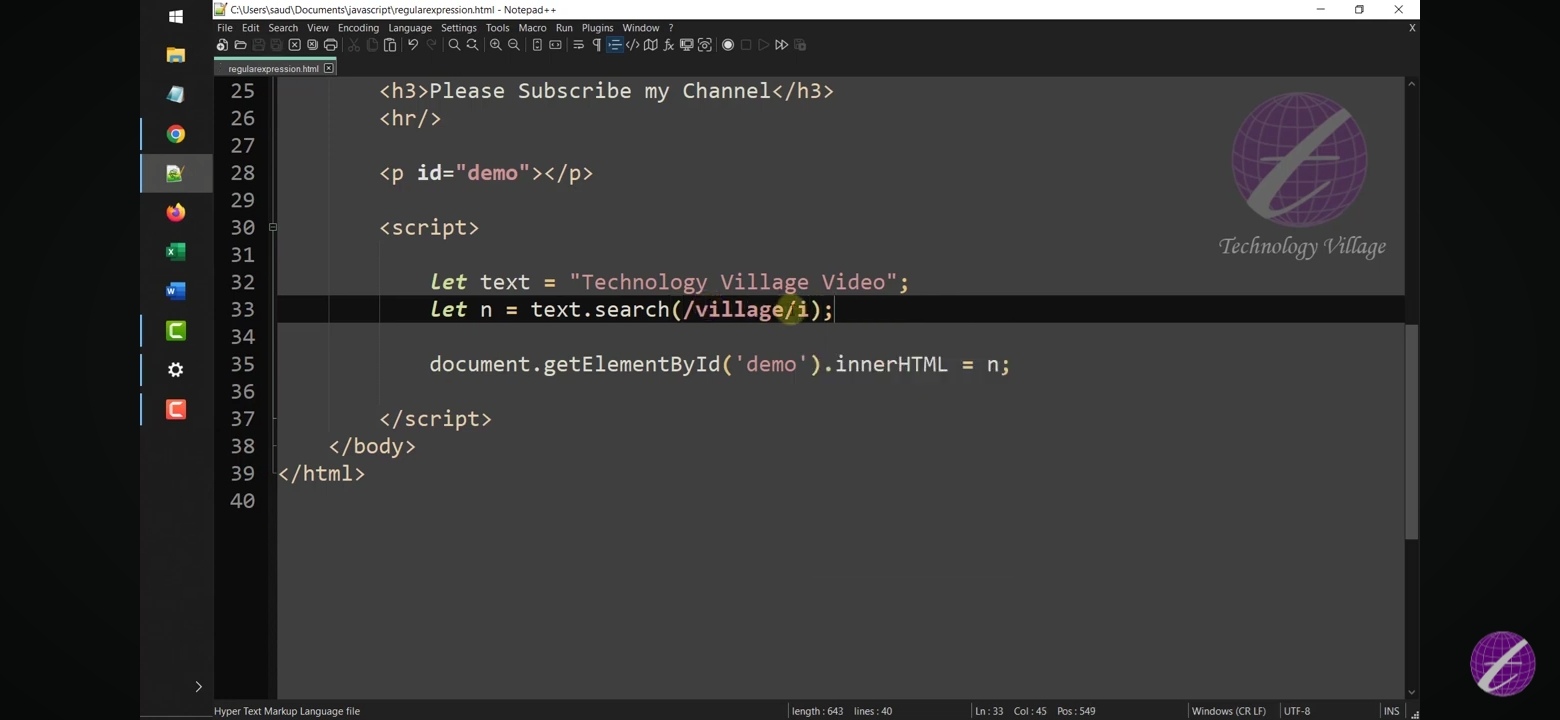 C:\Users\saud\Documents\javascript\regularexpression.html - Notepad++
File Edit Search View Encoding Language Settings Tools Macro Run Plugins Window ? X
regularexpression.html
25 <h3>Please Subscribe my Channel</h3>
26 <hr/>
27
28 <p id="demo"></p>
29
30 <script>
31
32 let text = "Technology Village Video";
33 let n = text.search(/village/i);
34
35 document.getElementById('demo').innerHTML = n;
36
37 </script>
38 </body>
39 </html>
40
Technology Village
Hyper Text Markup Language file length : 643 lines : 40 Ln : 33 Col : 45 Pos : 549 Windows (CR LF) UTF-8 INS